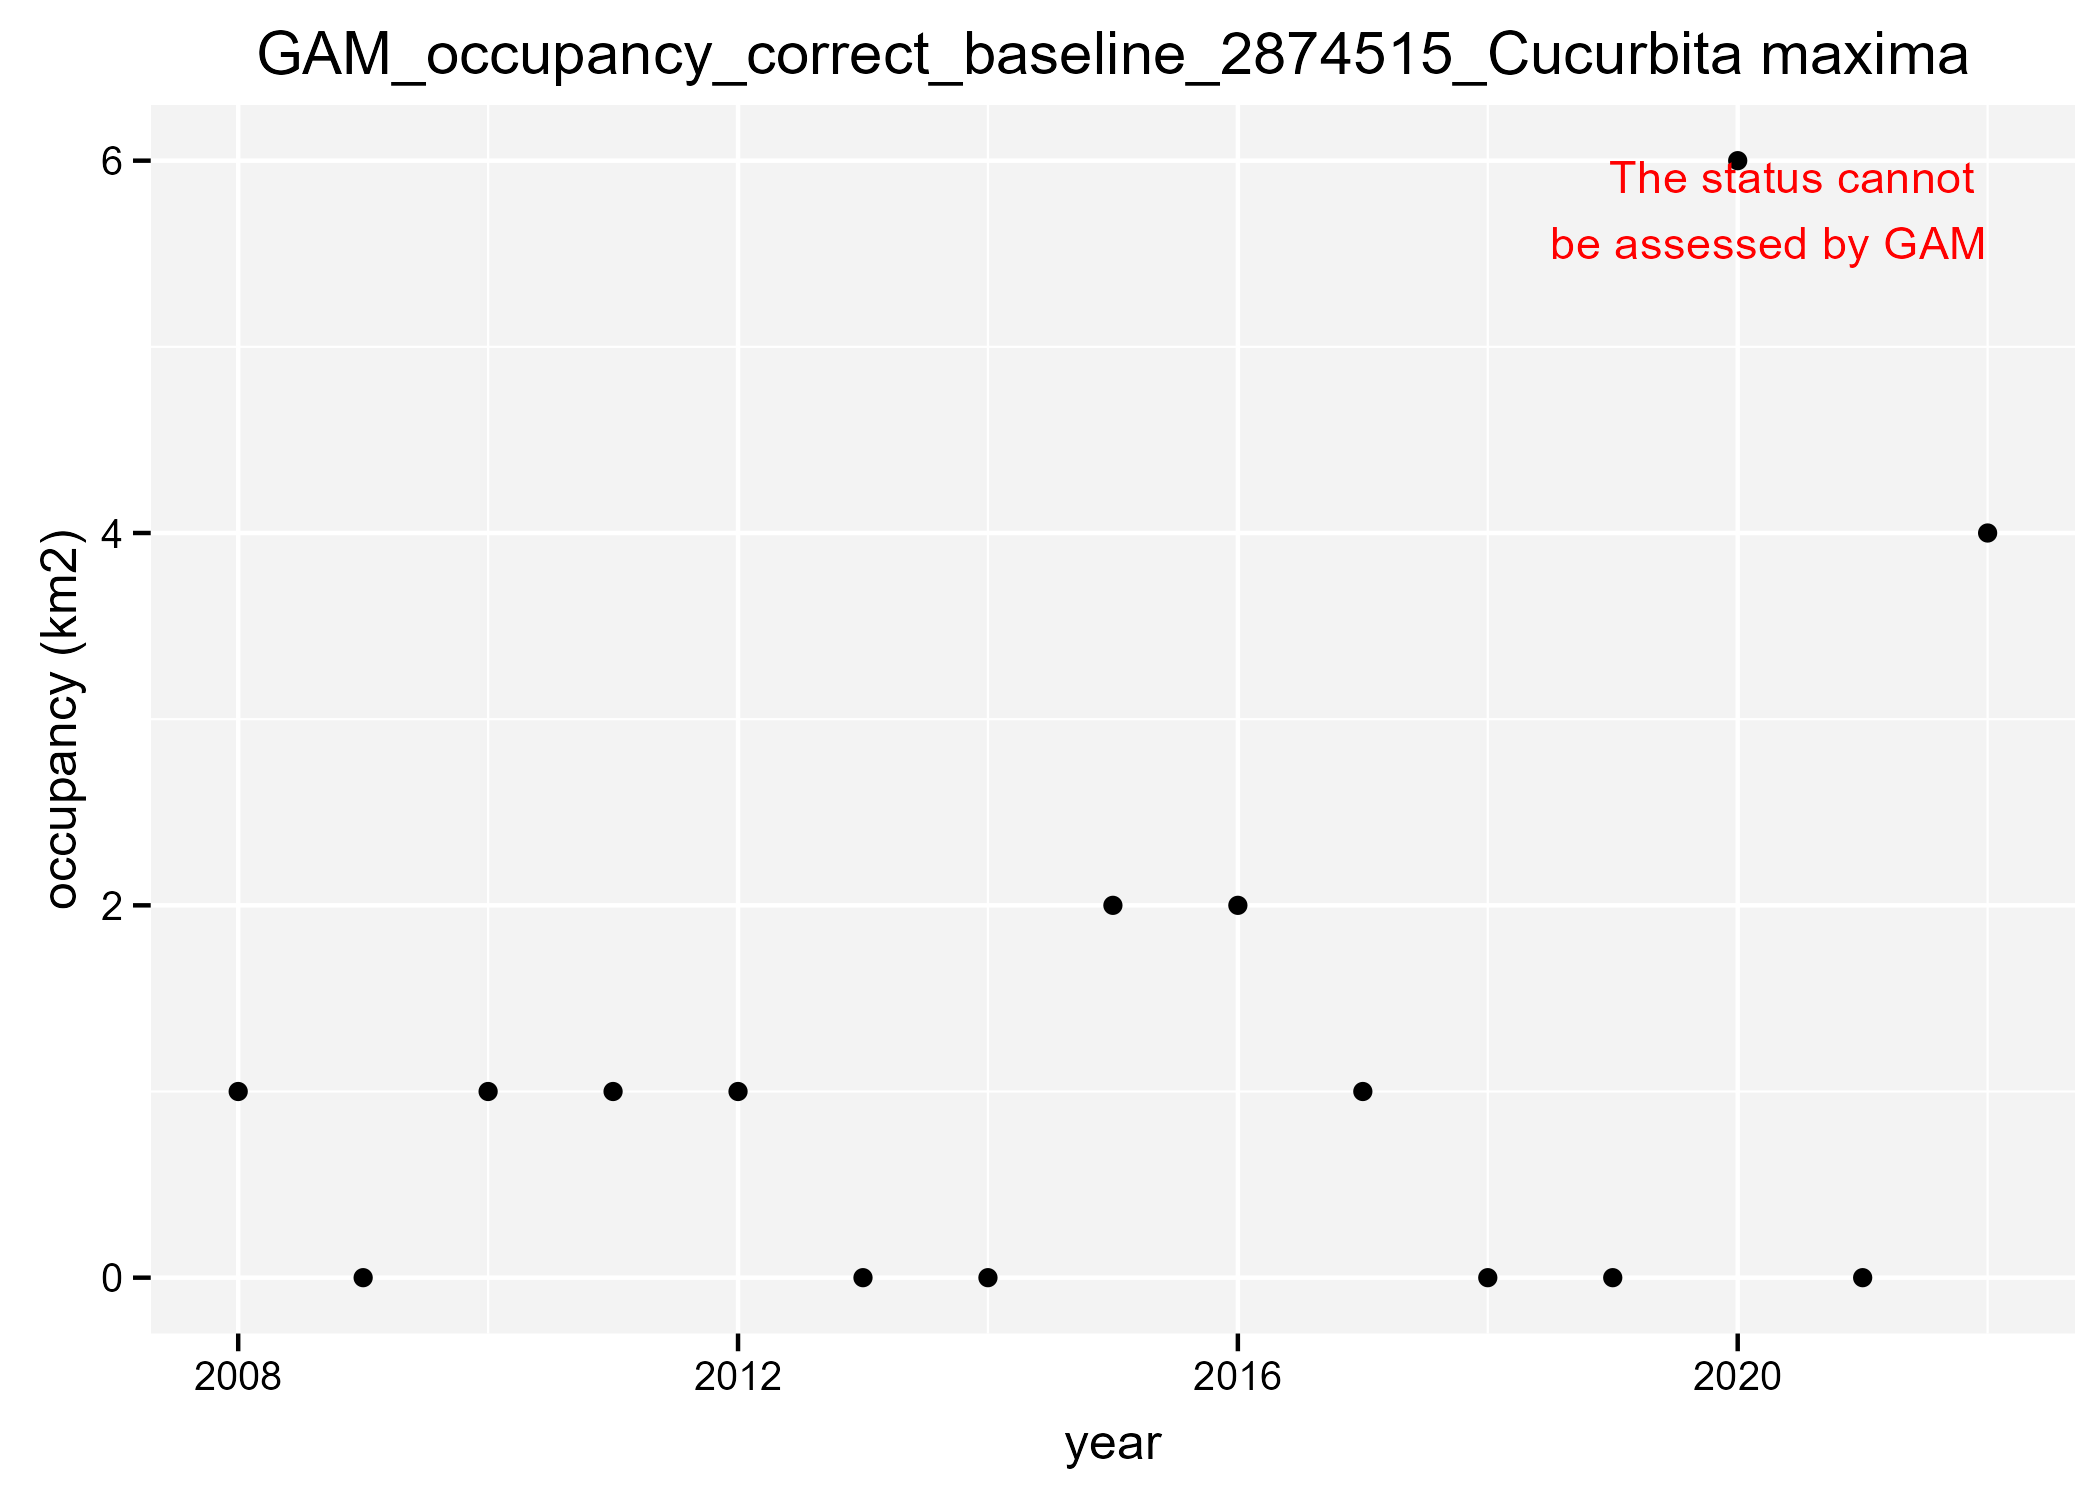 GAM_occupancy_correct_baseline_2874515_Cucurbita maxima
6
The status cannot
be assessed by GAM
4
occupancy (km2)
2
0
2008 2012 2016 2020
year